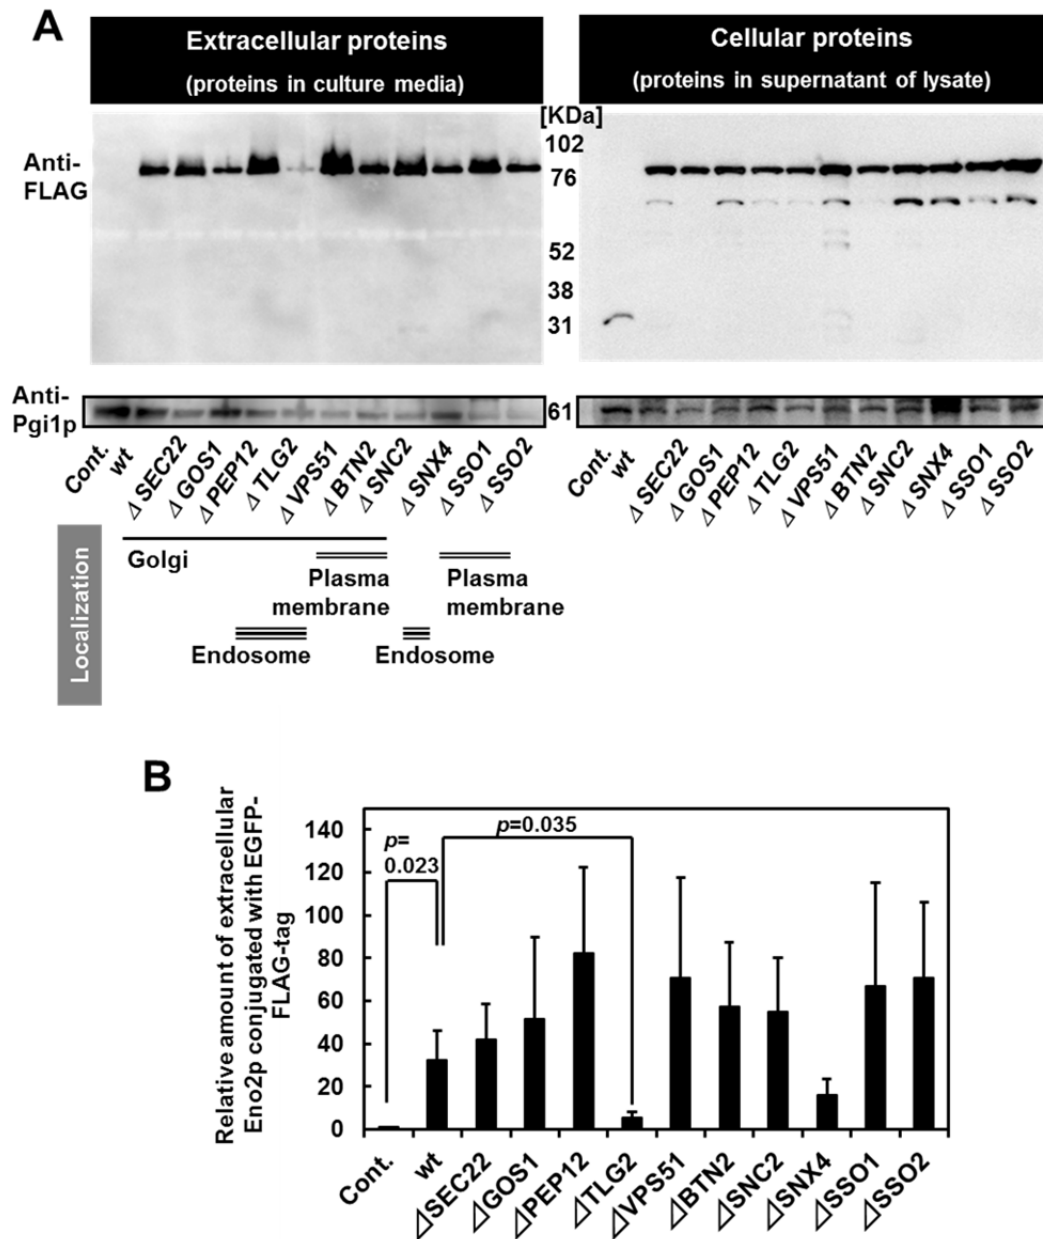 A
Extracellular proteins
(proteins in culture media)
Cellular proteins
(proteins in supernatant of lysate)
[KDa]
Anti-
FLAG
102
76
52
38
31
Anti-
Pgi1p
61
Cont.
wt
ΔSEC22
ΔGOS1
ΔPEP12
ΔTLG2
ΔVPS51
ΔBTN2
ΔSNC2
ΔSNX4
ΔSSO1
ΔSSO2
Cont.
wt
ΔSEC22
ΔGOS1
ΔPEP12
ΔTLG2
ΔVPS51
ΔBTN2
ΔSNC2
ΔSNX4
ΔSSO1
ΔSSO2
Localization
Golgi
Plasma
membrane
Plasma
membrane
Endosome
Endosome
B
Relative amount of extracellular
Eno2p conjugated with EGFP-
FLAG-tag
140
120
100
80
60
40
20
0
p=
0.023
p=0.035
Cont.
wt
ΔSEC22
ΔGOS1
ΔPEP12
ΔTLG2
ΔVPS51
ΔBTN2
ΔSNC2
ΔSNX4
ΔSSO1
ΔSSO2